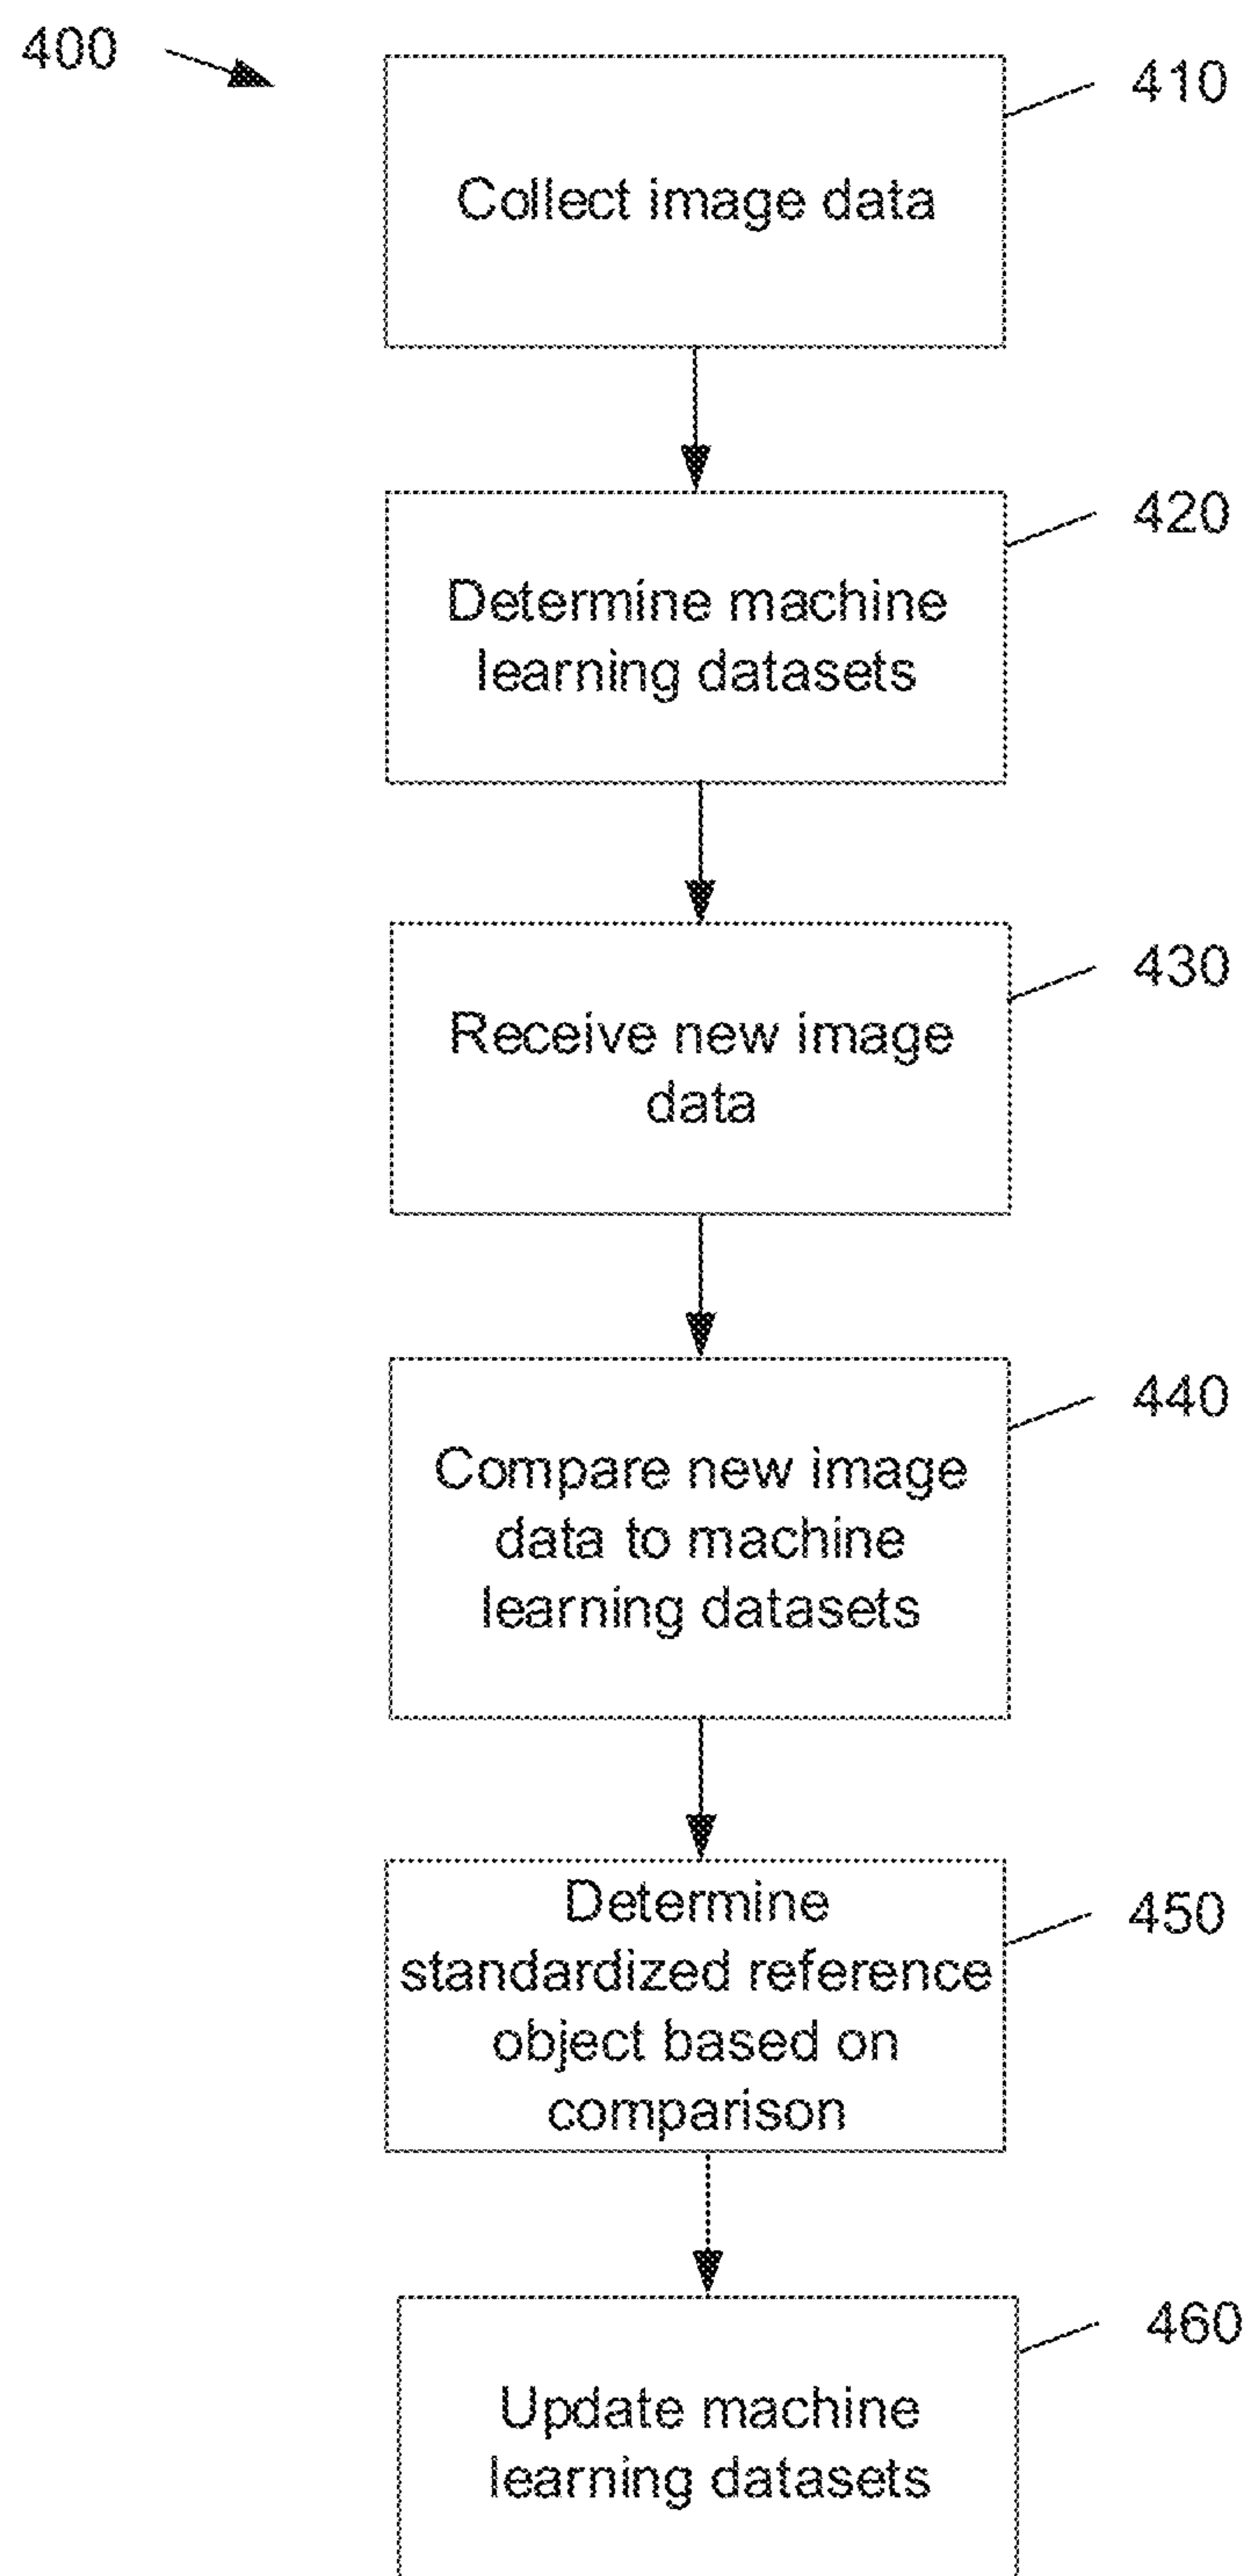 400
410
Collect image data
420
Determine machine
learning datasets
430
Receive new image
data
440
Compare new image
data to machine
learning datasets
450
Determine
standardized reference
object based on
comparison
460
Update machine
learning datasets